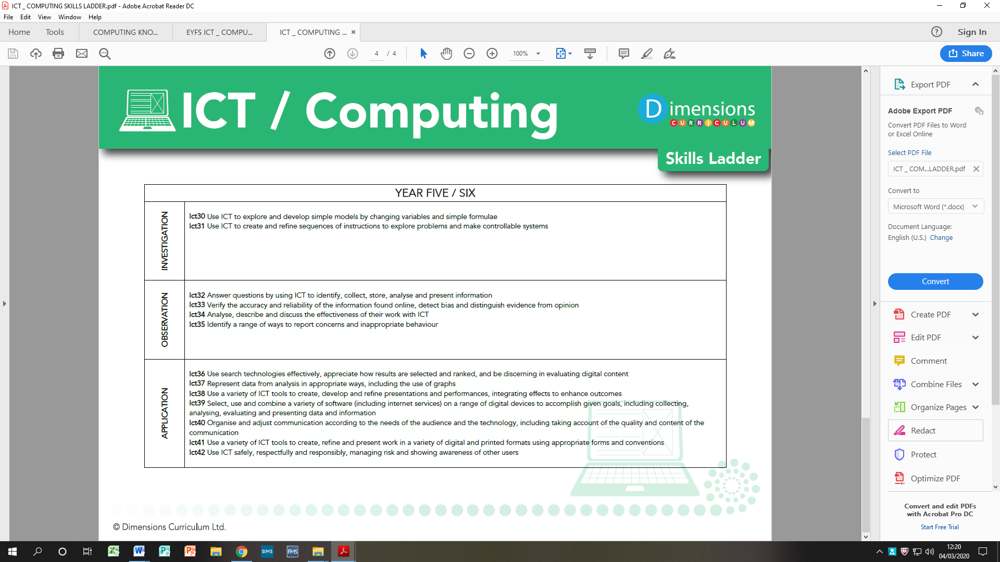 ICT _ COMPUTING SKILLS LADDER.pdf - Adobe Acrobat Reader DC
File Edit View Window Help
Home Tools COMPUTING KNO... EYFS ICT _ COMPU... ICT _ COMPUTING ... Sign In
4 / 4 100% Share
ICT / Computing
Dimensions
CURRICULUM
Skills Ladder
YEAR FIVE / SIX
INVESTIGATION
Ict30 Use ICT to explore and develop simple models by changing variables and simple formulae
Ict31 Use ICT to create and refine sequences of instructions to explore problems and make controllable systems
OBSERVATION
Ict32 Answer questions by using ICT to identify, collect, store, analyse and present information
Ict33 Verify the accuracy and reliability of the information found online, detect bias and distinguish evidence from opinion
Ict34 Analyse, describe and discuss the effectiveness of their work with ICT
Ict35 Identify a range of ways to report concerns and inappropriate behaviour
APPLICATION
Ict36 Use search technologies effectively, appreciate how results are selected and ranked, and be discerning in evaluating digital content
Ict37 Represent data from analysis in appropriate ways, including the use of graphs
Ict38 Use a variety of ICT tools to create, develop and refine presentations and performances, integrating effects to enhance outcomes
Ict39 Select, use and combine a variety of software (including internet services) on a range of digital devices to accomplish given goals, including collecting,
analysing, evaluating and presenting data and information
Ict40 Organise and adjust communication according to the needs of the audience and the technology, including taking account of the quality and content of the
communication
Ict41 Use a variety of ICT tools to create, refine and present work in a variety of digital and printed formats using appropriate forms and conventions
Ict42 Use ICT safely, respectfully and responsibly, managing risk and showing awareness of other users
© Dimensions Curriculum Ltd.
Export PDF
Adobe Export PDF
Convert PDF Files to Word
or Excel Online
Select PDF File
ICT _ COM...LADDER.pdf
Convert to
Microsoft Word (*.docx)
Document Language:
English (U.S.) Change
Convert
Create PDF
Edit PDF
Comment
Combine Files
Organize Pages
Redact
Protect
Optimize PDF
Convert and edit PDFs
with Acrobat Pro DC
Start Free Trial
SIMS FMS
12:20
04/03/2020